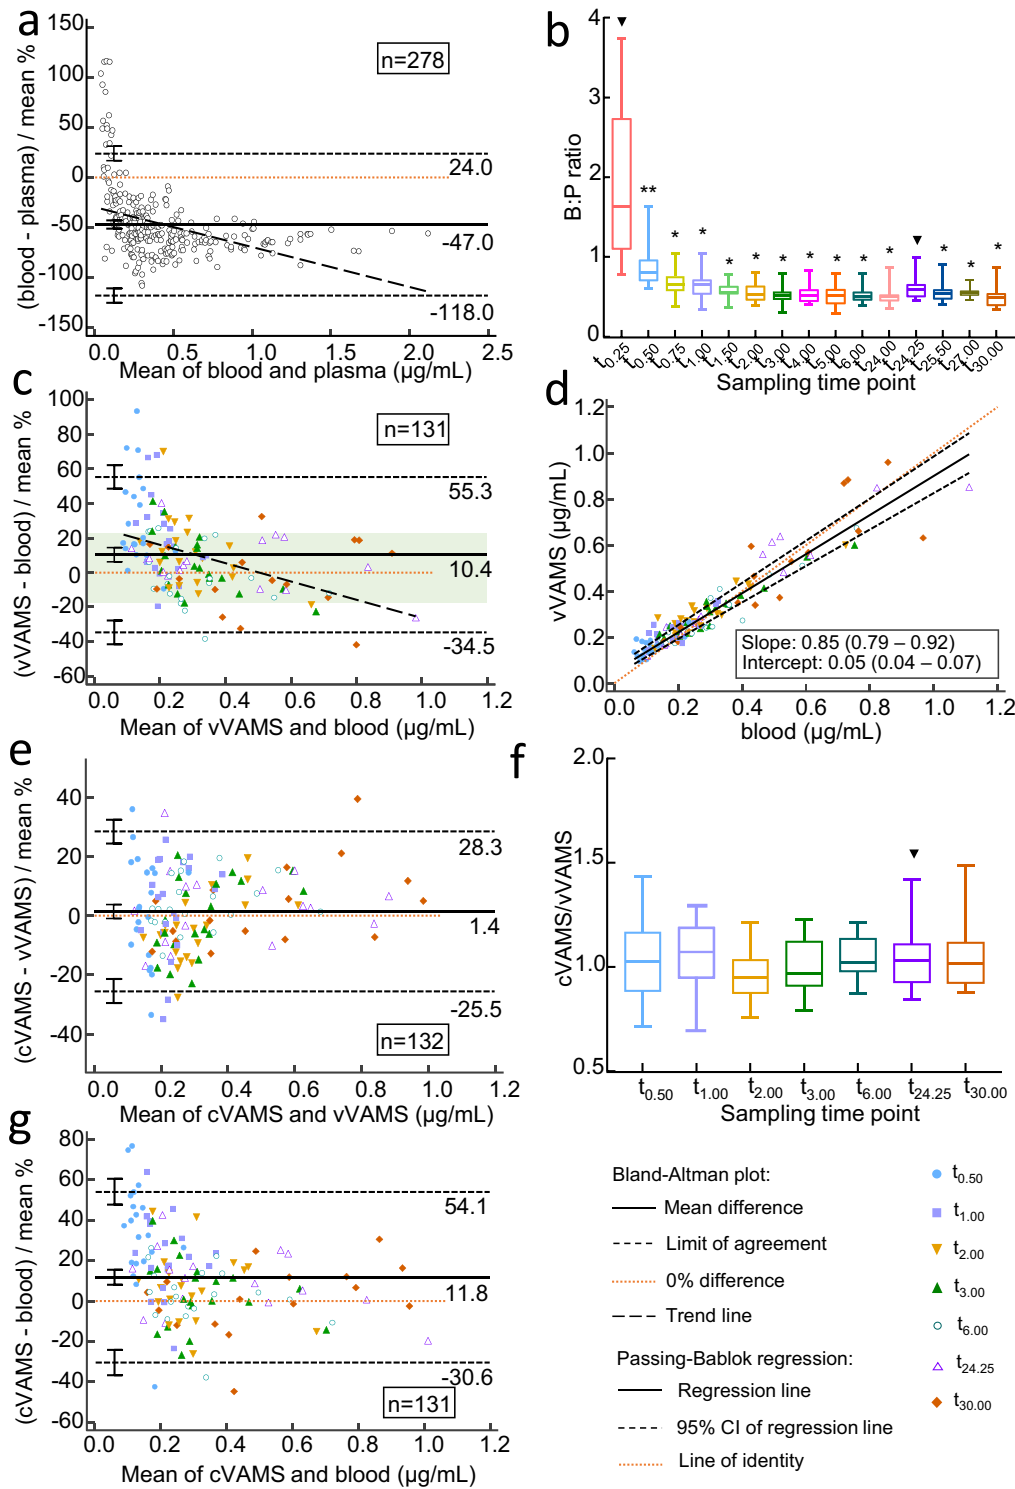 a
(blood - plasma) / mean %
150
100
50
0
-50
-100
-150
n=278
24.0
-47.0
-118.0
0.0 0.5 1.0 1.5 2.0 2.5
Mean of blood and plasma (µg/mL)
b
B:P ratio
4
3
2
1
0
▼ ** * * * * * * * * * ▼ * * *
t0.25 t0.50 t0.75 t1.00 t1.50 t2.00 t3.00 t4.00 t5.00 t6.00 t24.00 t24.25 t25.50 t27.00 t30.00
Sampling time point
c
(vVAMS - blood) / mean %
100
80
60
40
20
0
-20
-40
-60
n=131
55.3
10.4
-34.5
0.0 0.2 0.4 0.6 0.8 1.0 1.2
Mean of vVAMS and blood (µg/mL)
d
vVAMS (µg/mL)
1.2
1.0
0.8
0.6
0.4
0.2
0.0
Slope: 0.85 (0.79 – 0.92)
Intercept: 0.05 (0.04 – 0.07)
0.0 0.2 0.4 0.6 0.8 1.0 1.2
blood (µg/mL)
e
(cVAMS - vVAMS) / mean %
40
20
0
-20
-40
28.3
1.4
-25.5
n=132
0.0 0.2 0.4 0.6 0.8 1.0 1.2
Mean of cVAMS and vVAMS (µg/mL)
f
cVAMS/vVAMS
2.0
1.5
1.0
0.5
▼
t0.50 t1.00 t2.00 t3.00 t6.00 t24.25 t30.00
Sampling time point
g
(cVAMS - blood) / mean %
80
60
40
20
0
-20
-40
-60
54.1
11.8
-30.6
n=131
0.0 0.2 0.4 0.6 0.8 1.0 1.2
Mean of cVAMS and blood (µg/mL)
Bland-Altman plot:
Mean difference
Limit of agreement
0% difference
Trend line
Passing-Bablok regression:
Regression line
95% CI of regression line
Line of identity
t0.50
t1.00
t2.00
t3.00
t6.00
t24.25
t30.00